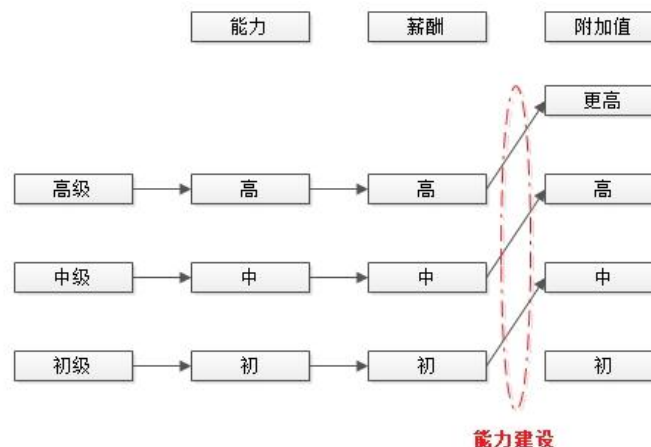 能力 薪酬 附加值
更高
高级 高 高 高
中级 中 中 中
初级 初 初 初
能力建设